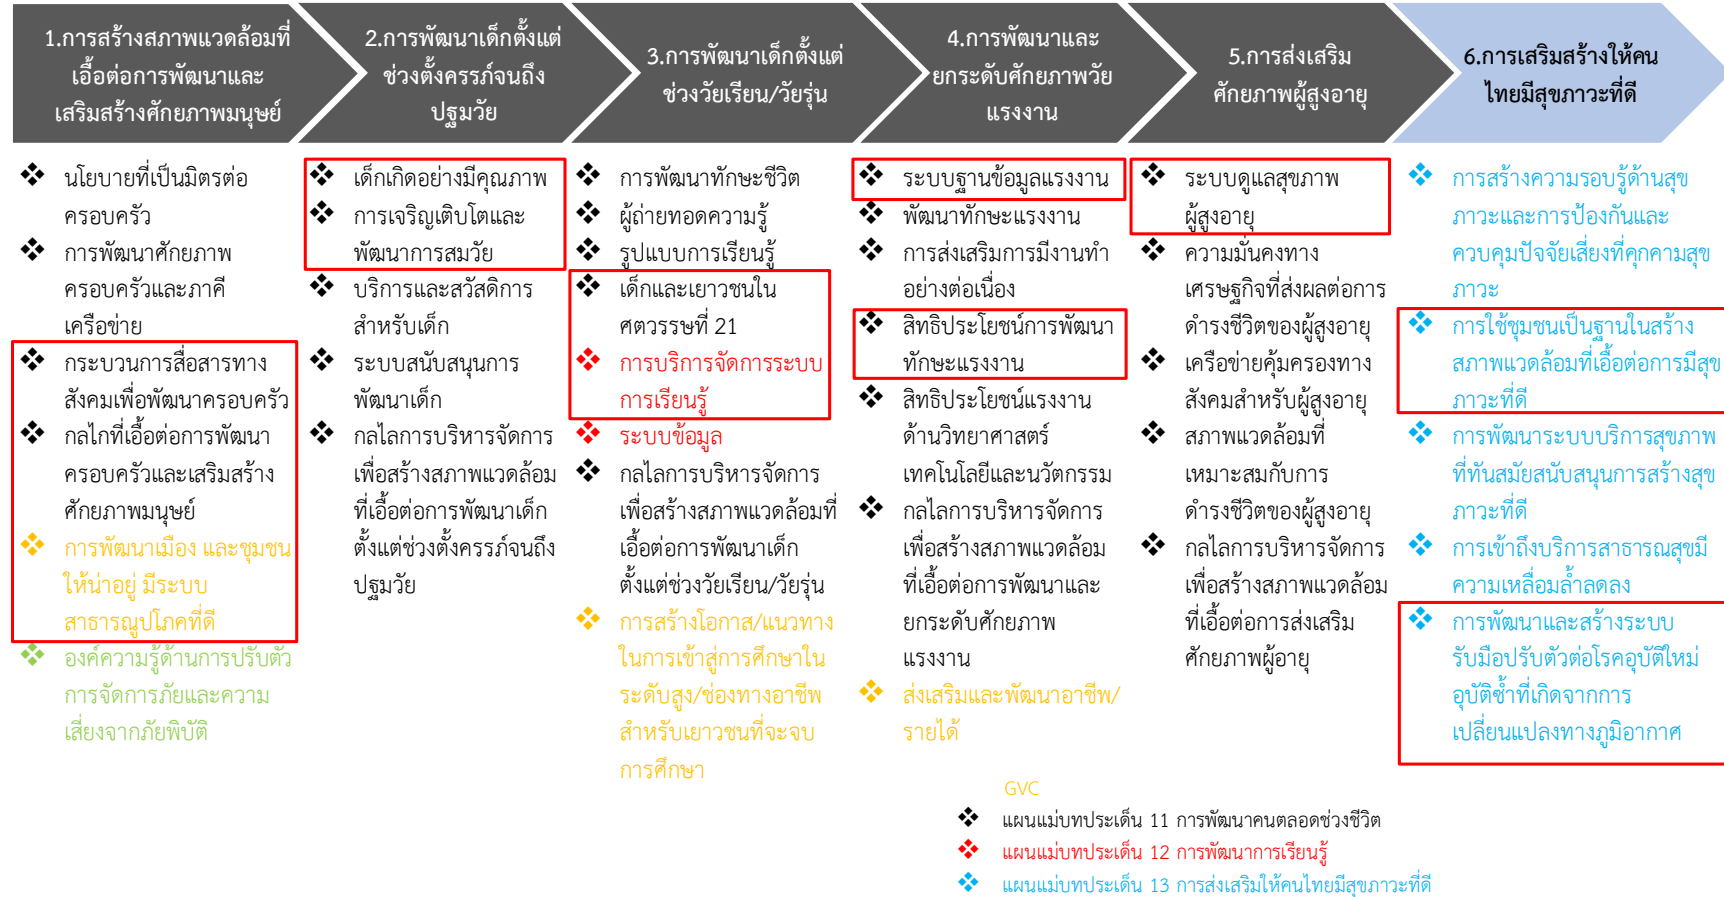 1.การสร้างสภาพแวดล้อมที่
เอื้อต่อการพัฒนาและ
เสริมสร้างศักยภาพมนุษย์
2.การพัฒนาเด็กตั้งแต่
ช่วงตั้งครรภ์จนถึง
ปฐมวัย
3.การพัฒนาเด็กตั้งแต่
ช่วงวัยเรียน/วัยรุ่น
4.การพัฒนาและ
ยกระดับศักยภาพวัย
แรงงาน
5.การส่งเสริม
ศักยภาพผู้สูงอายุ
6.การเสริมสร้างให้คน
ไทยมีสุขภาวะที่ดี
❖ นโยบายที่เป็นมิตรต่อ
ครอบครัว
❖ การพัฒนาศักยภาพ
ครอบครัวและภาคี
เครือข่าย
❖ กระบวนการสื่อสารทาง
สังคมเพื่อพัฒนาครอบครัว
❖ กลไกที่เอื้อต่อการพัฒนา
ครอบครัวและเสริมสร้าง
ศักยภาพมนุษย์
❖ การพัฒนาเมือง และชุมชน
ให้น่าอยู่ มีระบบ
สาธารณูปโภคที่ดี
❖ องค์ความรู้ด้านการปรับตัว
การจัดการภัยและความ
เสี่ยงจากภัยพิบัติ
❖ เด็กเกิดอย่างมีคุณภาพ
❖ การเจริญเติบโตและ
พัฒนาการสมวัย
❖ บริการและสวัสดิการ
สำหรับเด็ก
❖ ระบบสนับสนุนการ
พัฒนาเด็ก
❖ กลไลการบริหารจัดการ
เพื่อสร้างสภาพแวดล้อม
ที่เอื้อต่อการพัฒนาเด็ก
ตั้งแต่ช่วงตั้งครรภ์จนถึง
ปฐมวัย
❖ การพัฒนาทักษะชีวิต
❖ ผู้ถ่ายทอดความรู้
❖ รูปแบบการเรียนรู้
❖ เด็กและเยาวชนใน
ศตวรรษที่ 21
❖ การบริการจัดการระบบ
การเรียนรู้
❖ ระบบข้อมูล
❖ กลไลการบริหารจัดการ
เพื่อสร้างสภาพแวดล้อมที่
เอื้อต่อการพัฒนาเด็ก
ตั้งแต่ช่วงวัยเรียน/วัยรุ่น
❖ การสร้างโอกาส/แนวทาง
ในการเข้าสู่การศึกษาใน
ระดับสูง/ช่องทางอาชีพ
สำหรับเยาวชนที่จะจบ
การศึกษา
❖ ระบบฐานข้อมูลแรงงาน
❖ พัฒนาทักษะแรงงาน
❖ การส่งเสริมการมีงานทำ
อย่างต่อเนื่อง
❖ สิทธิประโยชน์การพัฒนา
ทักษะแรงงาน
❖ สิทธิประโยชน์แรงงาน
ด้านวิทยาศาสตร์
เทคโนโลยีและนวัตกรรม
❖ กลไลการบริหารจัดการ
เพื่อสร้างสภาพแวดล้อม
ที่เอื้อต่อการพัฒนาและ
ยกระดับศักยภาพ
แรงงาน
❖ ส่งเสริมและพัฒนาอาชีพ/
รายได้
❖ ระบบดูแลสุขภาพ
ผู้สูงอายุ
❖ ความมั่นคงทาง
เศรษฐกิจที่ส่งผลต่อการ
ดำรงชีวิตของผู้สูงอายุ
❖ เครือข่ายคุ้มครองทาง
สังคมสำหรับผู้สูงอายุ
❖ สภาพแวดล้อมที่
เหมาะสมกับการ
ดำรงชีวิตของผู้สูงอายุ
❖ กลไลการบริหารจัดการ
เพื่อสร้างสภาพแวดล้อม
ที่เอื้อต่อการส่งเสริม
ศักยภาพผู้อายุ
❖ การสร้างความรอบรู้ด้านสุข
ภาวะและการป้องกันและ
ควบคุมปัจจัยเสี่ยงที่คุกคามสุข
ภาวะ
❖ การใช้ชุมชนเป็นฐานในสร้าง
สภาพแวดล้อมที่เอื้อต่อการมีสุข
ภาวะที่ดี
❖ การพัฒนาระบบบริการสุขภาพ
ที่ทันสมัยสนับสนุนการสร้างสุข
ภาวะที่ดี
❖ การเข้าถึงบริการสาธารณสุขมี
ความเหลื่อมล้ำลดลง
❖ การพัฒนาและสร้างระบบ
รับมือปรับตัวต่อโรคอุบัติใหม่
อุบัติซ้ำที่เกิดจากการ
เปลี่ยนแปลงทางภูมิอากาศ
GVC
❖ แผนแม่บทประเด็น 11 การพัฒนาคนตลอดช่วงชีวิต
❖ แผนแม่บทประเด็น 12 การพัฒนาการเรียนรู้
❖ แผนแม่บทประเด็น 13 การส่งเสริมให้คนไทยมีสุขภาวะที่ดี